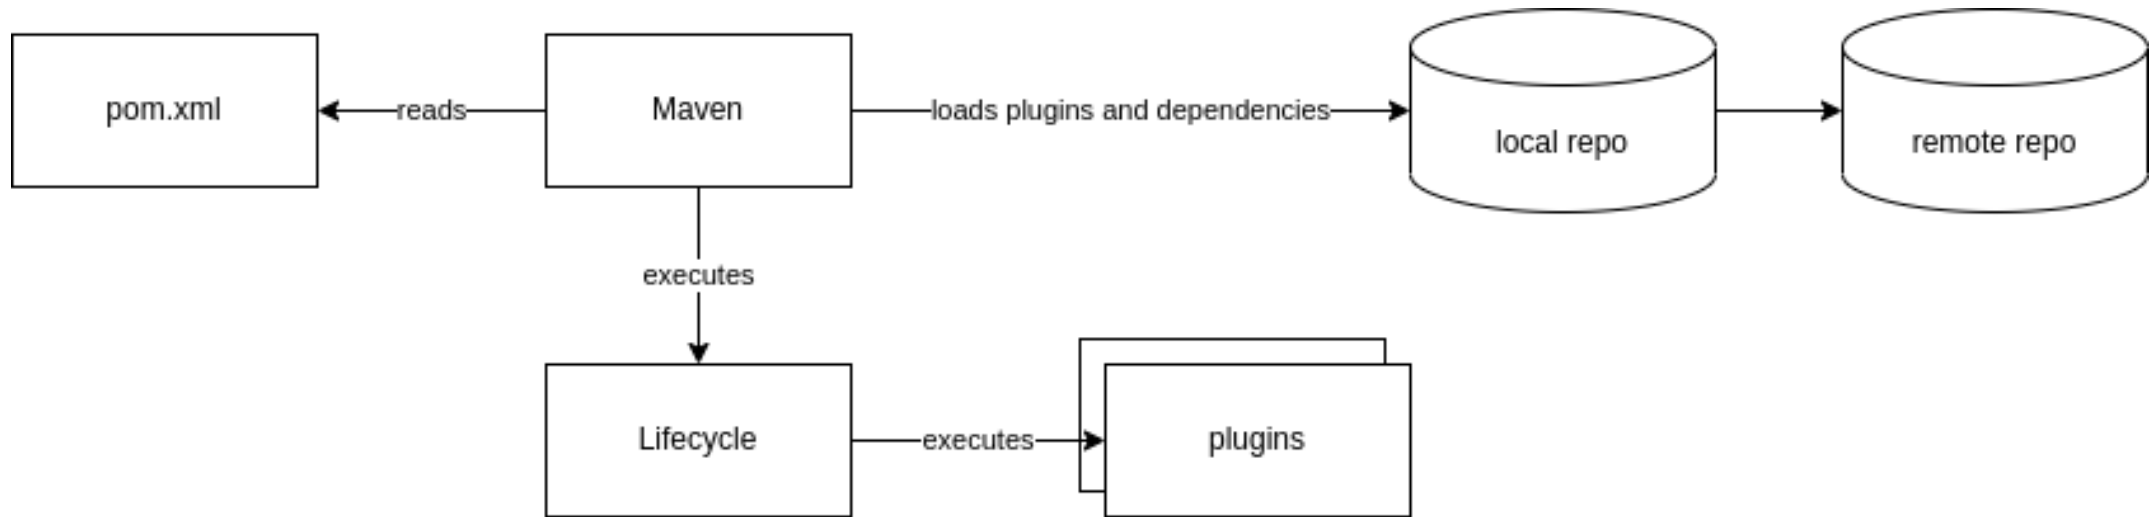 pom.xml
reads
Maven
loads plugins and dependencies
local repo
remote repo
executes
Lifecycle
executes
plugins